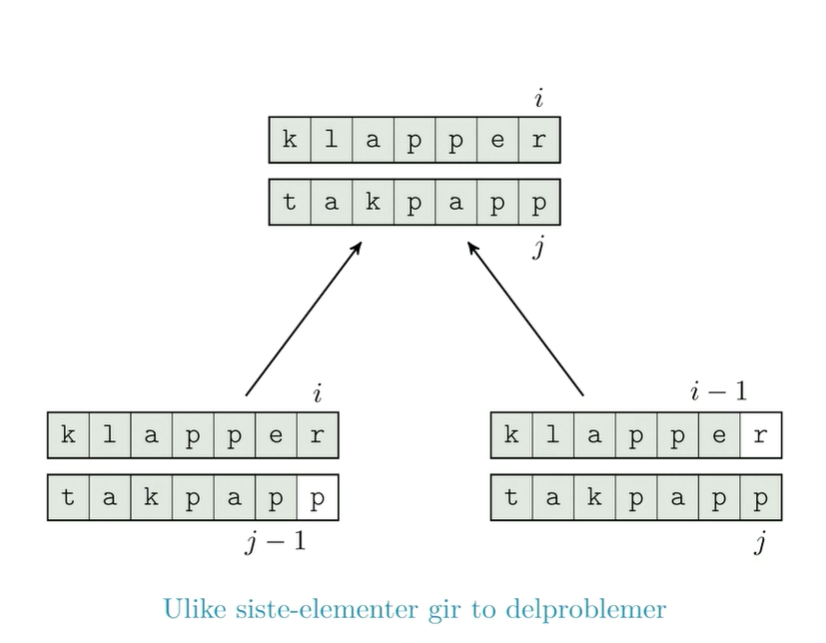 i
k l a p p e r
t a k p a p p
j
i
k l a p p e r
t a k p a p p
j − 1
i − 1
k l a p p e r
t a k p a p p
j
Ulike siste-elementer gir to delproblemer